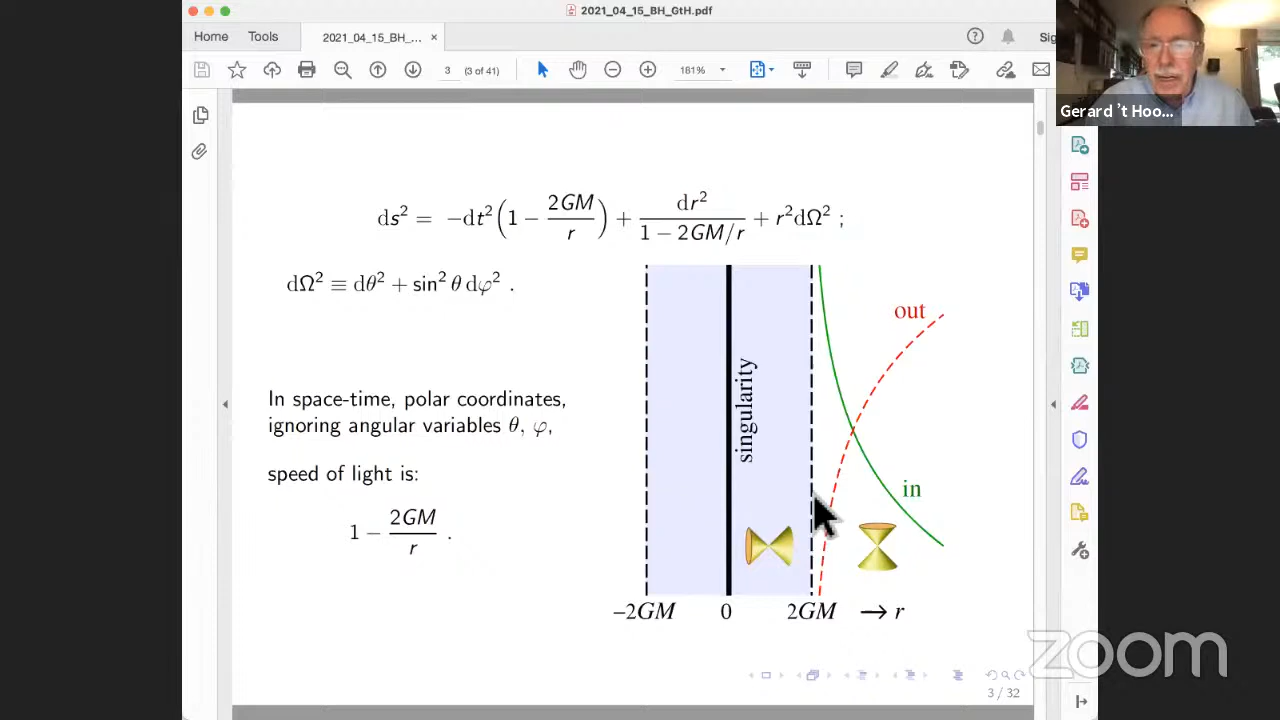 2021_04_15_BH_GtH.pdf
Home Tools 2021_04_15_BH_... × Sig
3 (3 of 41) 181%
Gerard 't Hoo...
ds² = −dt²(1 − 2GM/r) + dr²/(1 − 2GM/r) + r²dΩ² ;
dΩ² ≡ dθ² + sin² θ dφ² .
out
singularity
In space-time, polar coordinates,
ignoring angular variables θ, φ,
speed of light is:
in
1 − 2GM/r .
−2GM 0 2GM → r
zoom
3 / 32